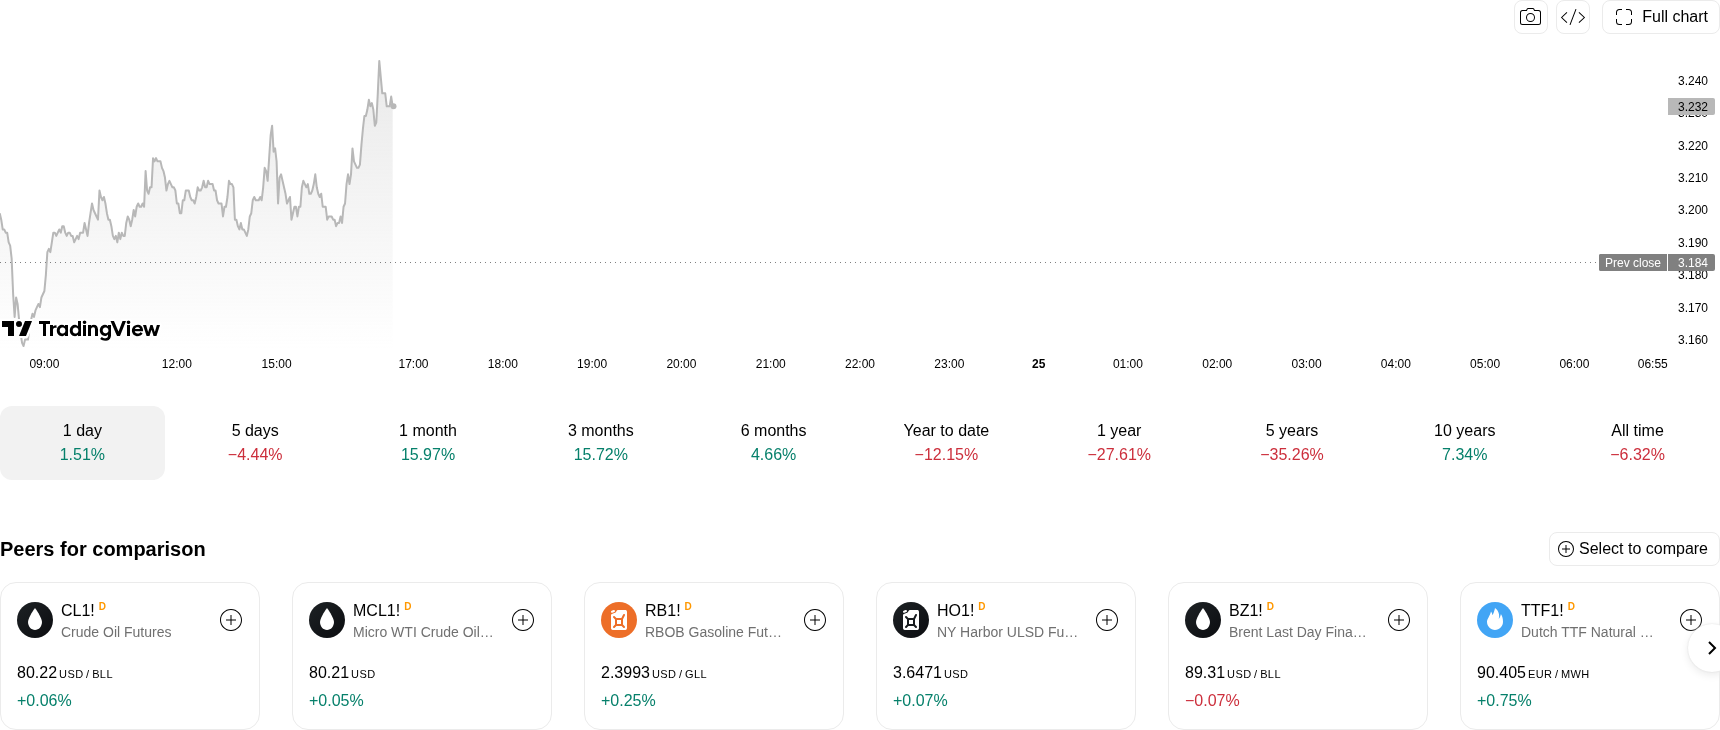 Full chart
3.240
3.232
3.230
3.220
3.210
3.200
3.190
Prev close 3.184
3.180
3.170
3.160
TradingView
09:00 12:00 15:00 17:00 18:00 19:00 20:00 21:00 22:00 23:00 25 01:00 02:00 03:00 04:00 05:00 06:00 06:55
1 day 5 days 1 month 3 months 6 months Year to date 1 year 5 years 10 years All time
1.51% −4.44% 15.97% 15.72% 4.66% −12.15% −27.61% −35.26% 7.34% −6.32%
Peers for comparison
Select to compare
CL1! D
Crude Oil Futures
80.22 USD / BLL
+0.06%
MCL1! D
Micro WTI Crude Oil…
80.21 USD
+0.05%
RB1! D
RBOB Gasoline Fut…
2.3993 USD / GLL
+0.25%
HO1! D
NY Harbor ULSD Fu…
3.6471 USD
+0.07%
BZ1! D
Brent Last Day Fina…
89.31 USD / BLL
−0.07%
TTF1! D
Dutch TTF Natural …
90.405 EUR / MWH
+0.75%